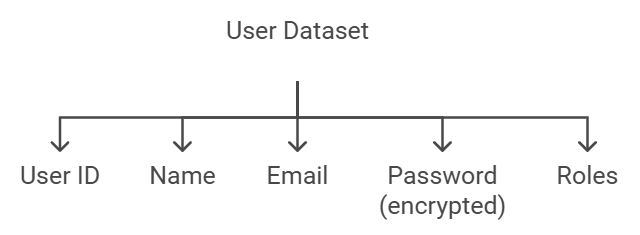 User Dataset
User ID
Name
Email
Password
(encrypted)
Roles